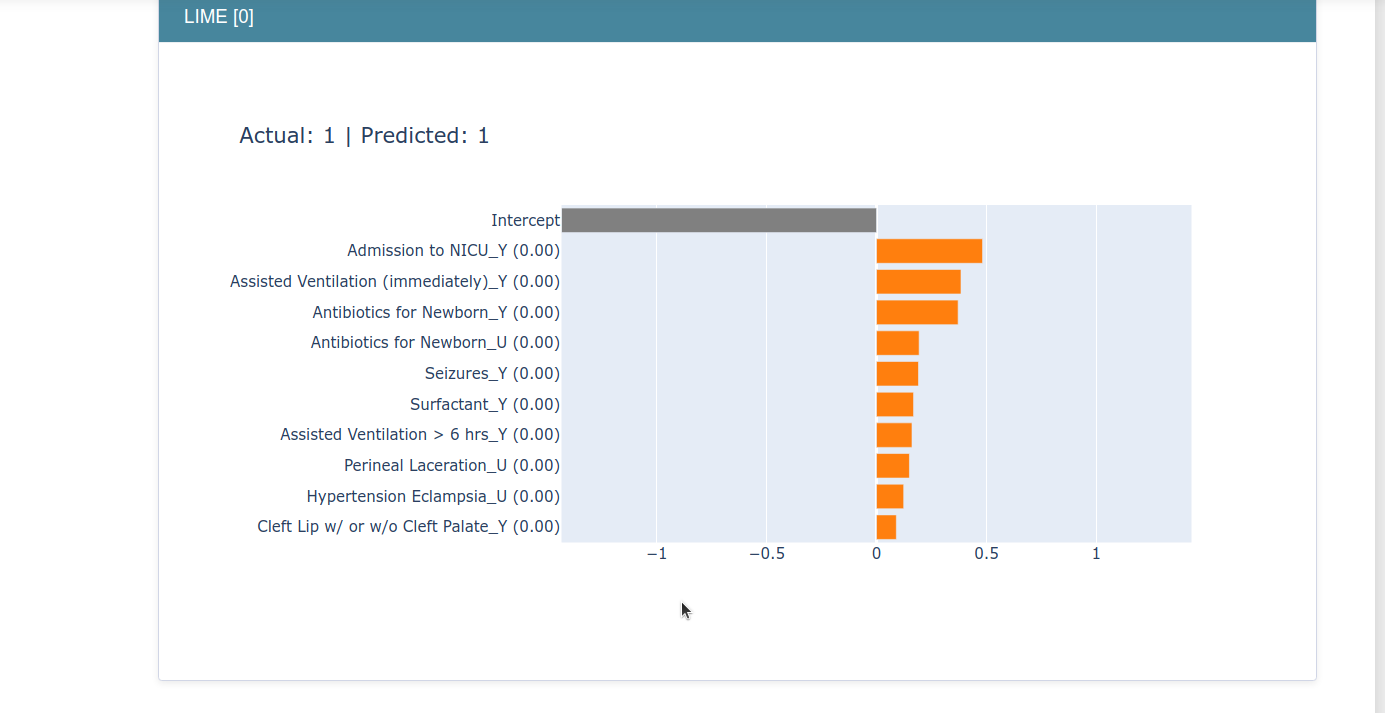 LIME [0]
Actual: 1 | Predicted: 1
Intercept
Admission to NICU_Y (0.00)
Assisted Ventilation (immediately)_Y (0.00)
Antibiotics for Newborn_Y (0.00)
Antibiotics for Newborn_U (0.00)
Seizures_Y (0.00)
Surfactant_Y (0.00)
Assisted Ventilation > 6 hrs_Y (0.00)
Perineal Laceration_U (0.00)
Hypertension Eclampsia_U (0.00)
Cleft Lip w/ or w/o Cleft Palate_Y (0.00)
−1 −0.5 0 0.5 1